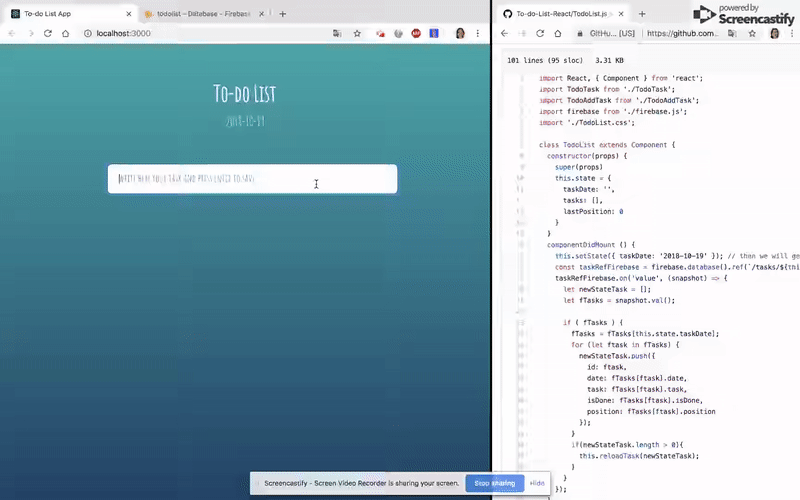 To-do List App
todolist – Database – Firebase
localhost:3000
To-do List
2018-10-19
Write here your task and press enter to save
To-do-List-React/TodoList.js
GitHu... [US]
https://github.com...
powered by
Screencastify
101 lines (95 sloc) 3.31 KB
import React, { Component } from 'react';
import TodoTask from './TodoTask';
import TodoAddTask from './TodoAddTask';
import firebase from './firebase.js';
import './TodoList.css';
class TodoList extends Component {
constructor(props) {
super(props)
this.state = {
taskDate: '',
tasks: [],
lastPosition: 0
}
}
componentDidMount () {
this.setState({ taskDate: '2018-10-19' }); // then we will ge
const taskRefFirebase = firebase.database().ref(`/tasks/${thi
taskRefFirebase.on('value', (snapshot) => {
let newStateTask = [];
let fTasks = snapshot.val();
if ( fTasks ) {
fTasks = fTasks[this.state.taskDate];
for (let ftask in fTasks) {
newStateTask.push({
id: ftask,
date: fTasks[ftask].date,
task: fTasks[ftask].task,
isDone: fTasks[ftask].isDone,
position: fTasks[ftask].position
});
}
if(newStateTask.length > 0){
this.reloadTask(newStateTask);
}
}
});
Screencastify - Screen Video Recorder is sharing your screen.
Stop sharing
Hide